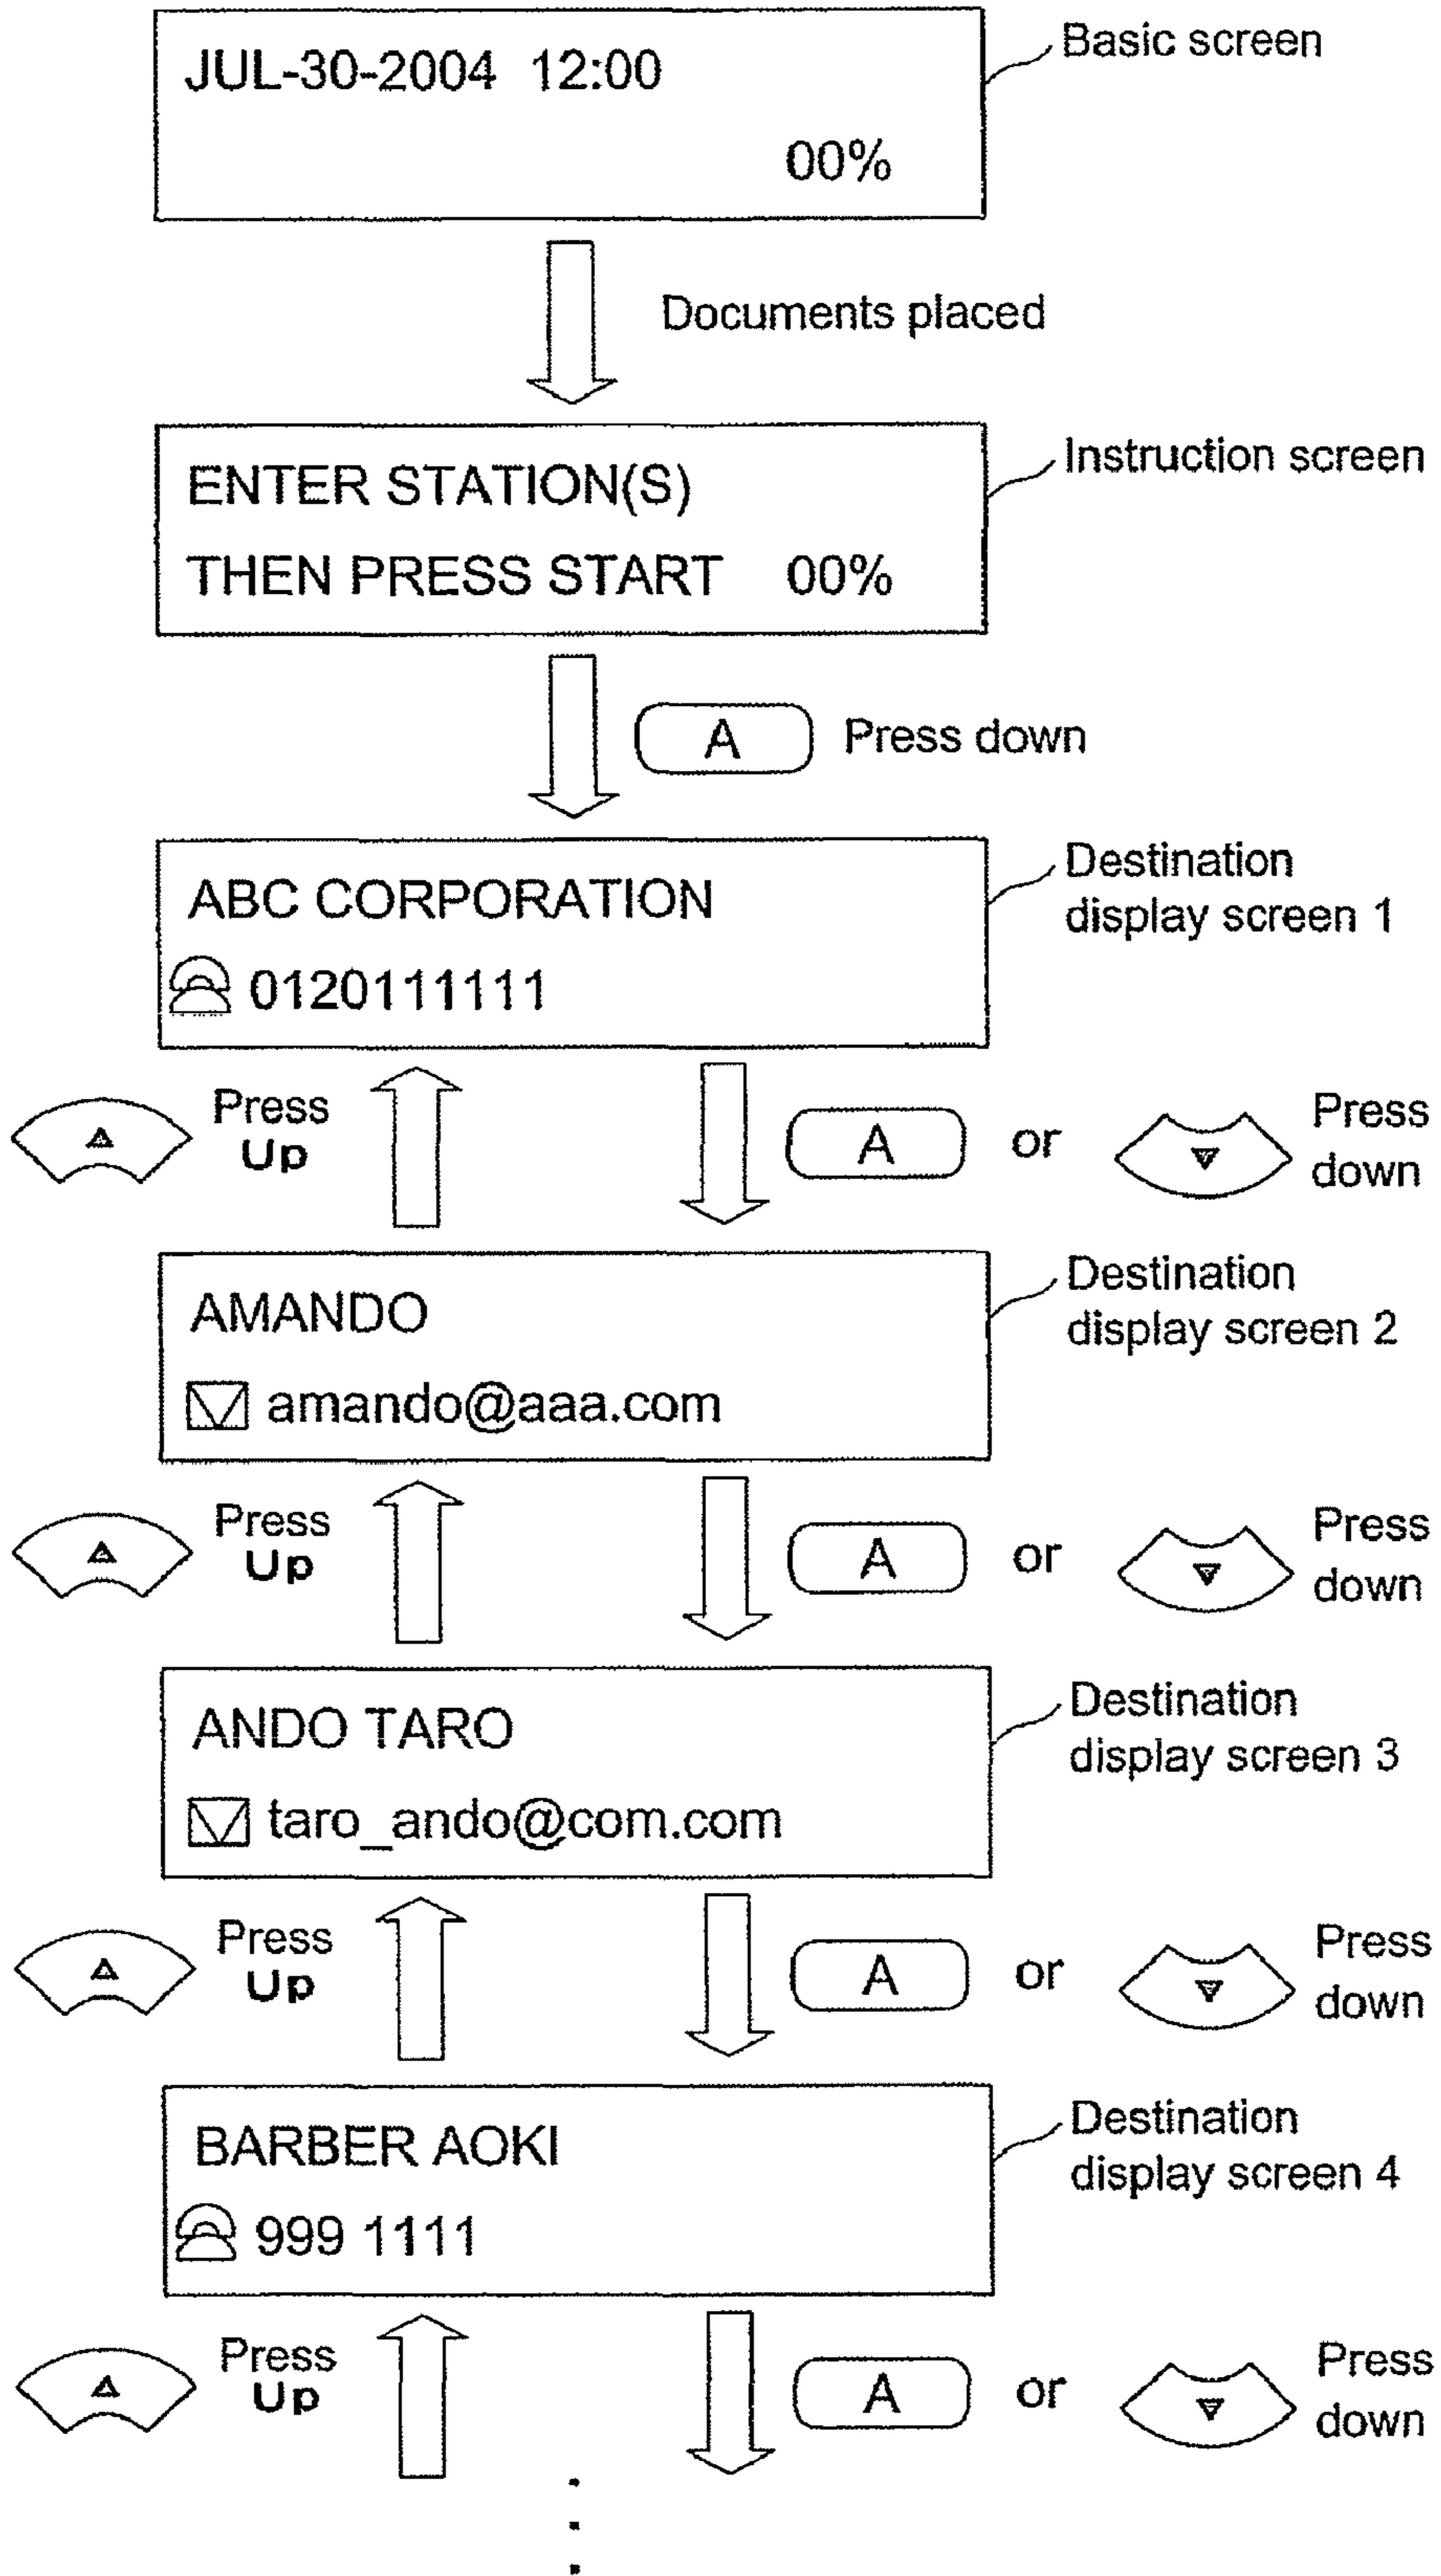 JUL-30-2004 12:00
00%
Basic screen
Documents placed
ENTER STATION(S)
THEN PRESS START 00%
Instruction screen
A Press down
ABC CORPORATION
0120111111
Destination
display screen 1
Press
Up
A or
Press
down
AMANDO
amando@aaa.com
Destination
display screen 2
Press
Up
A or
Press
down
ANDO TARO
taro_ando@com.com
Destination
display screen 3
Press
Up
A or
Press
down
BARBER AOKI
999 1111
Destination
display screen 4
Press
Up
A or
Press
down